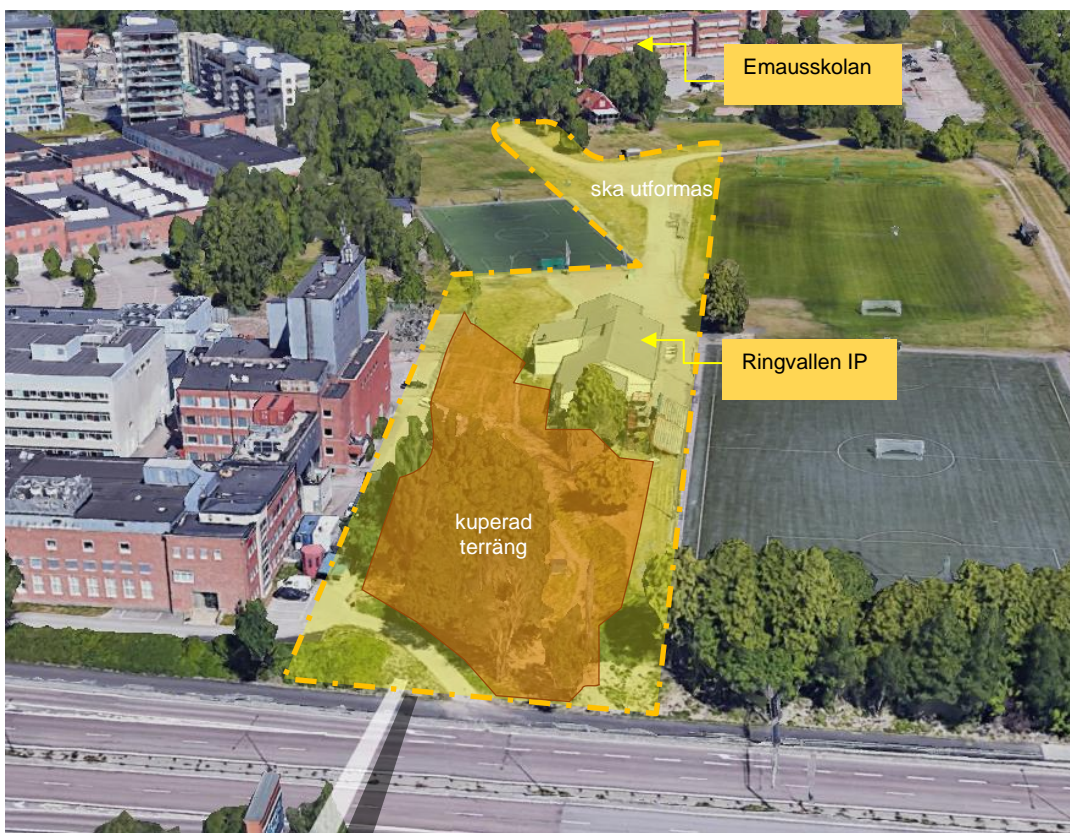 Emausskolan
ska utformas
Ringvallen IP
kuperad
terräng